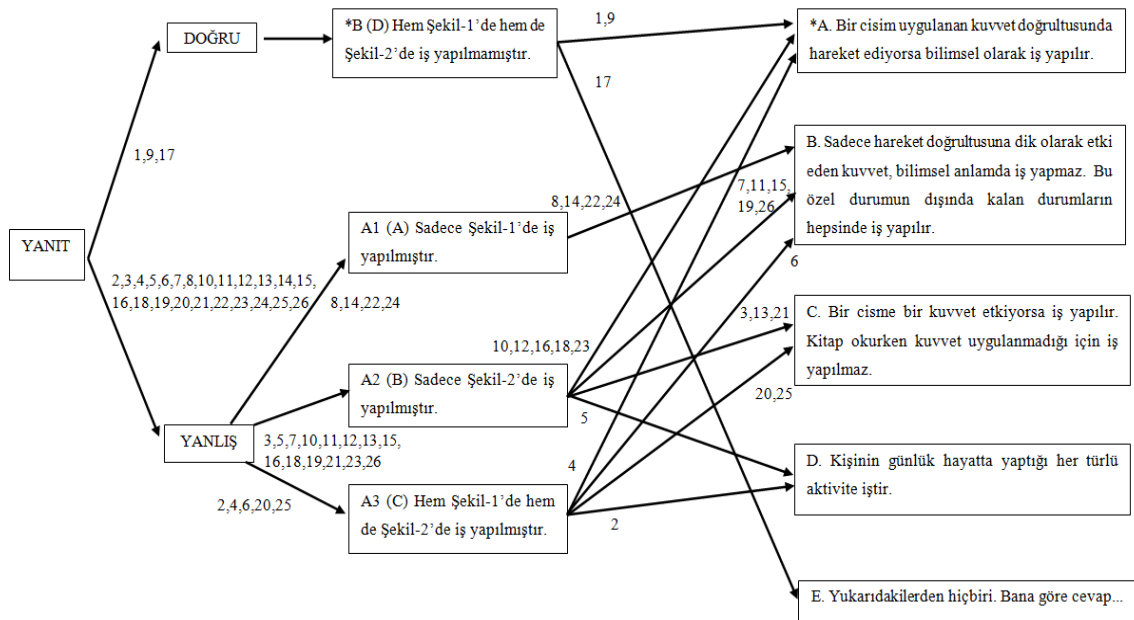 YANIT
DOĞRU
YANLIŞ
1,9,17
2,3,4,5,6,7,8,10,11,12,13,14,15,
16,18,19,20,21,22,23,24,25,26
*B (D) Hem Şekil-1’de hem de
Şekil-2’de iş yapılmamıştır.
A1 (A) Sadece Şekil-1’de iş
yapılmıştır.
8,14,22,24
A2 (B) Sadece Şekil-2’de iş
yapılmıştır.
3,5,7,10,11,12,13,15,
16,18,19,21,23,26
A3 (C) Hem Şekil-1’de hem
de Şekil-2’de iş yapılmıştır.
2,4,6,20,25
1,9
17
8,14,22,24
10,12,16,18,23
7,11,15,
19,26
3,13,21
5
4
6
20,25
2
*A. Bir cisim uygulanan kuvvet doğrultusunda
hareket ediyorsa bilimsel olarak iş yapılır.
B. Sadece hareket doğrultusuna dik olarak etki
eden kuvvet, bilimsel anlamda iş yapmaz. Bu
özel durumun dışında kalan durumların
hepsinde iş yapılır.
C. Bir cisme bir kuvvet etkiyorsa iş yapılır.
Kitap okurken kuvvet uygulanmadığı için iş
yapılmaz.
D. Kişinin günlük hayatta yaptığı her türlü
aktivite iştir.
E. Yukarıdakilerden hiçbiri. Bana göre cevap...